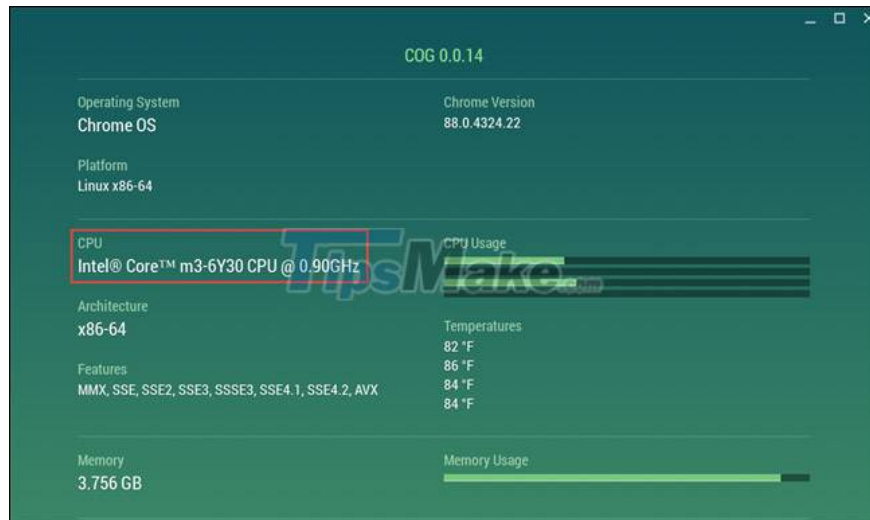 COG 0.0.14
Operating System
Chrome OS
Chrome Version
88.0.4324.22
Platform
Linux x86-64
CPU
Intel® Core™ m3-6Y30 CPU @ 0.90GHz
CPU Usage
TipsMake.com
Architecture
x86-64
Features
MMX, SSE, SSE2, SSE3, SSSE3, SSE4.1, SSE4.2, AVX
Temperatures
82 °F
86 °F
84 °F
84 °F
Memory
3.756 GB
Memory Usage